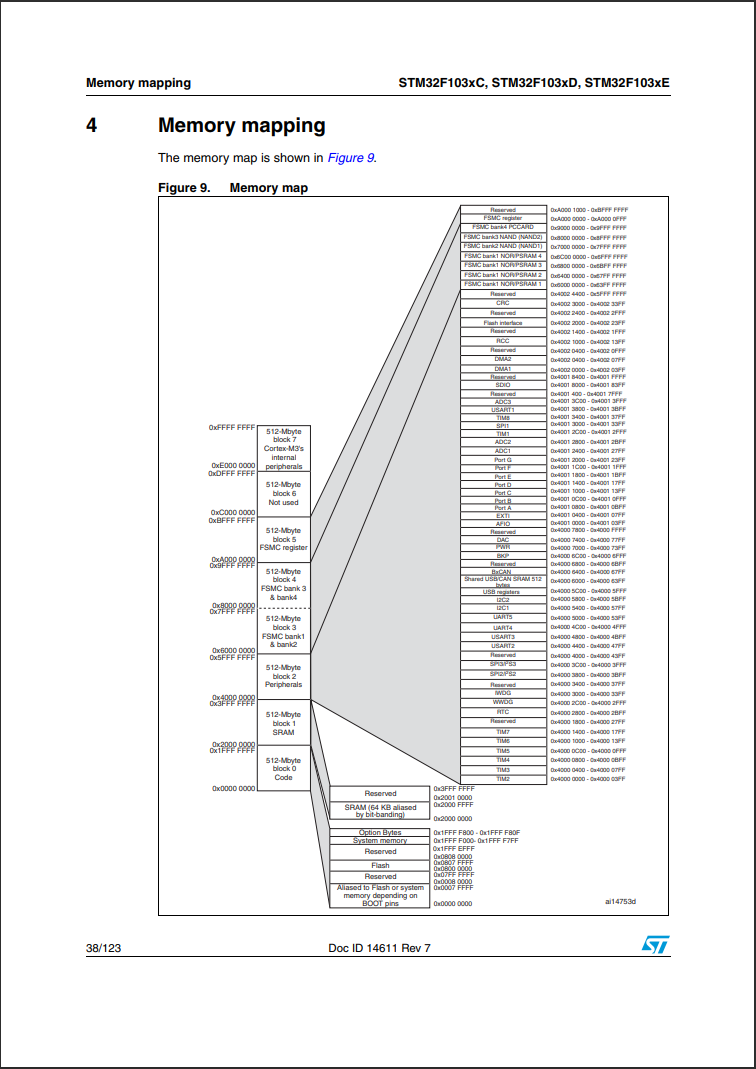 Memory mapping
STM32F103xC, STM32F103xD, STM32F103xE
4 Memory mapping
The memory map is shown in Figure 9.
Figure 9. Memory map
Reserved 0xA000 1000 - 0xBFFF FFFF
FSMC register 0xA000 0000 - 0xA000 0FFF
FSMC bank4 PCCARD 0x9000 0000 - 0x9FFF FFFF
FSMC bank3 NAND (NAND2) 0x8000 0000 - 0x8FFF FFFF
FSMC bank2 NAND (NAND1) 0x7000 0000 - 0x7FFF FFFF
FSMC bank1 NOR/PSRAM 4 0x6C00 0000 - 0x6FFF FFFF
FSMC bank1 NOR/PSRAM 3 0x6800 0000 - 0x6BFF FFFF
FSMC bank1 NOR/PSRAM 2 0x6400 0000 - 0x67FF FFFF
FSMC bank1 NOR/PSRAM 1 0x6000 0000 - 0x63FF FFFF
Reserved 0x4002 4400 - 0x5FFF FFFF
CRC 0x4002 3000 - 0x4002 33FF
Reserved 0x4002 2400 - 0x4002 2FFF
Flash interface 0x4002 2000 - 0x4002 23FF
Reserved 0x4002 1400 - 0x4002 1FFF
RCC 0x4002 1000 - 0x4002 13FF
Reserved 0x4002 0400 - 0x4002 0FFF
DMA2 0x4002 0400 - 0x4002 07FF
DMA1 0x4002 0000 - 0x4002 03FF
Reserved 0x4001 8400 - 0x4001 FFFF
SDIO 0x4001 8000 - 0x4001 83FF
Reserved 0x4001 400 - 0x4001 7FFF
ADC3 0x4001 3C00 - 0x4001 3FFF
USART1 0x4001 3800 - 0x4001 3BFF
TIM8 0x4001 3400 - 0x4001 37FF
SPI1 0x4001 3000 - 0x4001 33FF
TIM1 0x4001 2C00 - 0x4001 2FFF
ADC2 0x4001 2800 - 0x4001 2BFF
ADC1 0x4001 2400 - 0x4001 27FF
Port G 0x4001 2000 - 0x4001 23FF
Port F 0x4001 1C00 - 0x4001 1FFF
Port E 0x4001 1800 - 0x4001 1BFF
Port D 0x4001 1400 - 0x4001 17FF
Port C 0x4001 1000 - 0x4001 13FF
Port B 0x4001 0C00 - 0x4001 0FFF
Port A 0x4001 0800 - 0x4001 0BFF
EXTI 0x4001 0400 - 0x4001 07FF
AFIO 0x4001 0000 - 0x4001 03FF
Reserved 0x4000 7800 - 0x4000 FFFF
DAC 0x4000 7400 - 0x4000 77FF
PWR 0x4000 7000 - 0x4000 73FF
BKP 0x4000 6C00 - 0x4000 6FFF
Reserved 0x4000 6800 - 0x4000 6BFF
BxCAN 0x4000 6400 - 0x4000 67FF
Shared USB/CAN SRAM 512 0x4000 6000 - 0x4000 63FF
bytes
USB registers 0x4000 5C00 - 0x4000 5FFF
I2C2 0x4000 5800 - 0x4000 5BFF
I2C1 0x4000 5400 - 0x4000 57FF
UART5 0x4000 5000 - 0x4000 53FF
UART4 0x4000 4C00 - 0x4000 4FFF
USART3 0x4000 4800 - 0x4000 4BFF
USART2 0x4000 4400 - 0x4000 47FF
Reserved 0x4000 4000 - 0x4000 43FF
SPI3/I²S3 0x4000 3C00 - 0x4000 3FFF
SPI2/I²S2 0x4000 3800 - 0x4000 3BFF
Reserved 0x4000 3400 - 0x4000 37FF
IWDG 0x4000 3000 - 0x4000 33FF
WWDG 0x4000 2C00 - 0x4000 2FFF
RTC 0x4000 2800 - 0x4000 2BFF
Reserved 0x4000 1800 - 0x4000 27FF
TIM7 0x4000 1400 - 0x4000 17FF
TIM6 0x4000 1000 - 0x4000 13FF
TIM5 0x4000 0C00 - 0x4000 0FFF
TIM4 0x4000 0800 - 0x4000 0BFF
TIM3 0x4000 0400 - 0x4000 07FF
TIM2 0x4000 0000 - 0x4000 03FF
0xFFFF FFFF
512-Mbyte
block 7
Cortex-M3's
internal
peripherals
0xE000 0000
0xDFFF FFFF
512-Mbyte
block 6
Not used
0xC000 0000
0xBFFF FFFF
512-Mbyte
block 5
FSMC register
0xA000 0000
0x9FFF FFFF
512-Mbyte
block 4
FSMC bank 3
& bank4
0x8000 0000
0x7FFF FFFF
512-Mbyte
block 3
FSMC bank1
& bank2
0x6000 0000
0x5FFF FFFF
512-Mbyte
block 2
Peripherals
0x4000 0000
0x3FFF FFFF
512-Mbyte
block 1
SRAM
0x2000 0000
0x1FFF FFFF
512-Mbyte
block 0
Code
0x0000 0000
0x3FFF FFFF
Reserved
0x2001 0000
0x2000 FFFF
SRAM (64 KB aliased
by bit-banding)
0x2000 0000
Option Bytes 0x1FFF F800 - 0x1FFF F80F
System memory 0x1FFF F000- 0x1FFF F7FF
0x1FFF EFFF
Reserved
0x0808 0000
0x0807 FFFF
Flash
0x0800 0000
0x07FF FFFF
Reserved
0x0008 0000
0x0007 FFFF
Aliased to Flash or system
memory depending on
BOOT pins
0x0000 0000
ai14753d
38/123
Doc ID 14611 Rev 7
ST